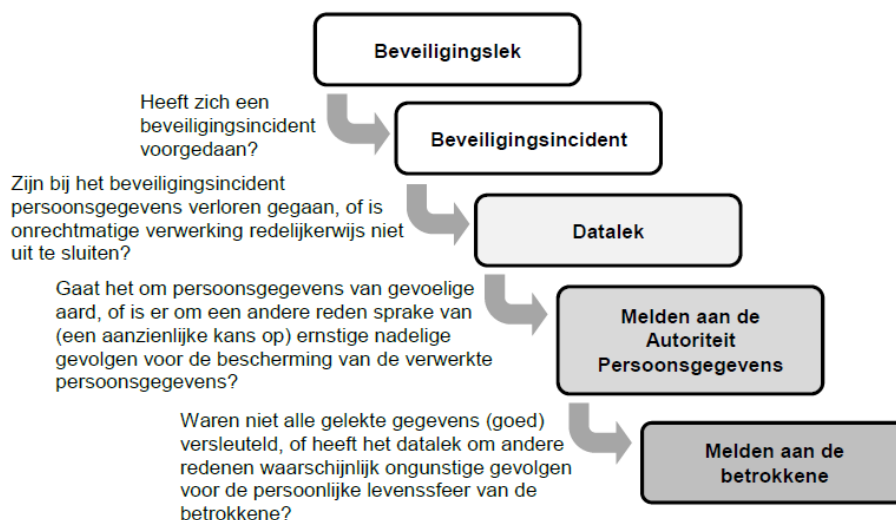 Beveiligingslek
Heeft zich een
beveiligingsincident
voorgedaan?
Beveiligingsincident
Zijn bij het beveiligingsincident
persoonsgegevens verloren gegaan, of is
onrechtmatige verwerking redelijkerwijs niet
uit te sluiten?
Datalek
Gaat het om persoonsgegevens van gevoelige
aard, of is er om een andere reden sprake van
(een aanzienlijke kans op) ernstige nadelige
gevolgen voor de bescherming van de verwerkte
persoonsgegevens?
Melden aan de
Autoriteit
Persoonsgegevens
Waren niet alle gelekte gegevens (goed)
versleuteld, of heeft het datalek om andere
redenen waarschijnlijk ongunstige gevolgen
voor de persoonlijke levenssfeer van de
betrokkene?
Melden aan de
betrokkene